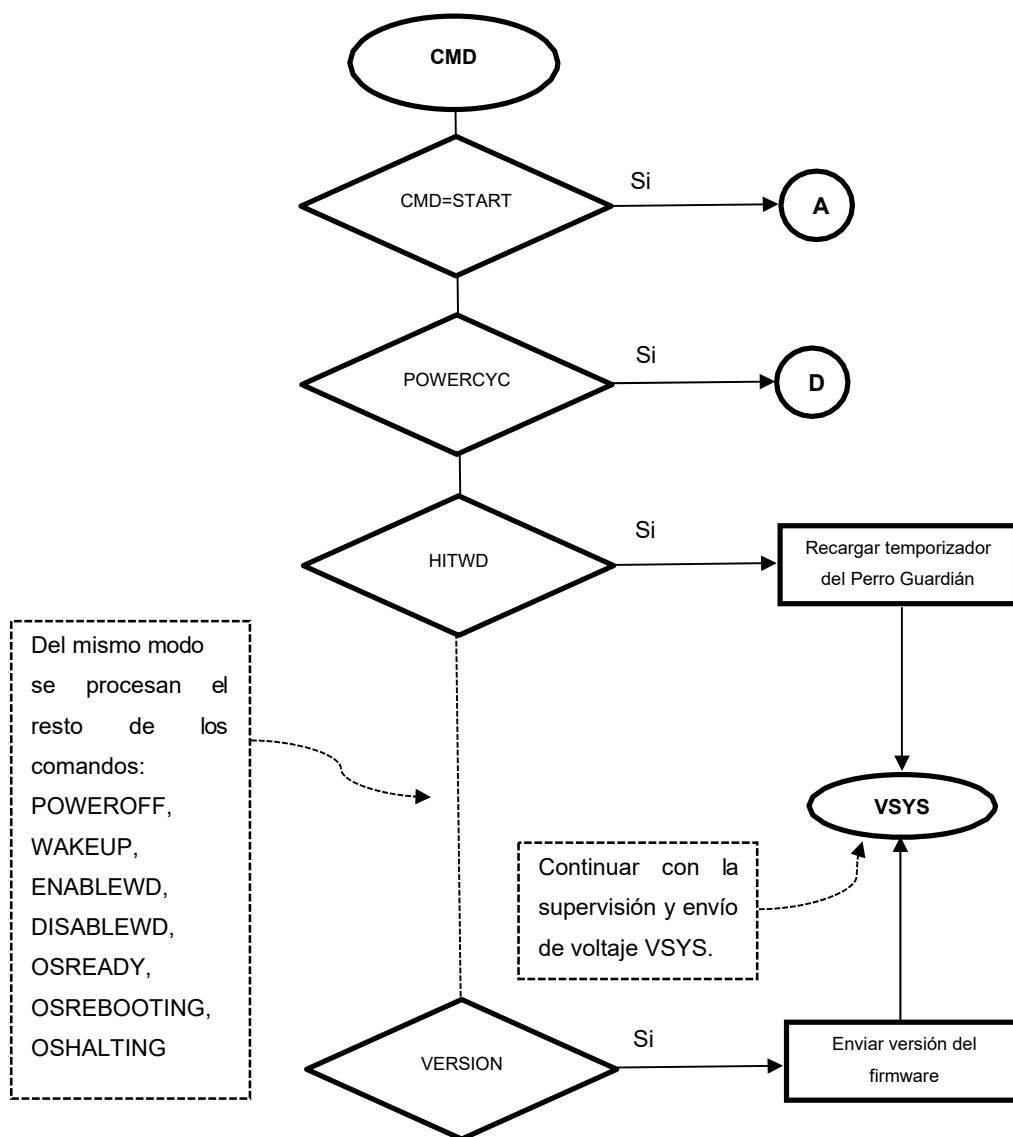 CMD
CMD=START
Si
A
POWERCYC
Si
D
HITWD
Si
Recargar temporizador
del Perro Guardián
Del mismo modo
se procesan el
resto de los
comandos:
POWEROFF,
WAKEUP,
ENABLEWD,
DISABLEWD,
OSREADY,
OSREBOOTING,
OSHALTING
VSYS
Continuar con la
supervisión y envío
de voltaje VSYS.
VERSION
Si
Enviar versión del
firmware